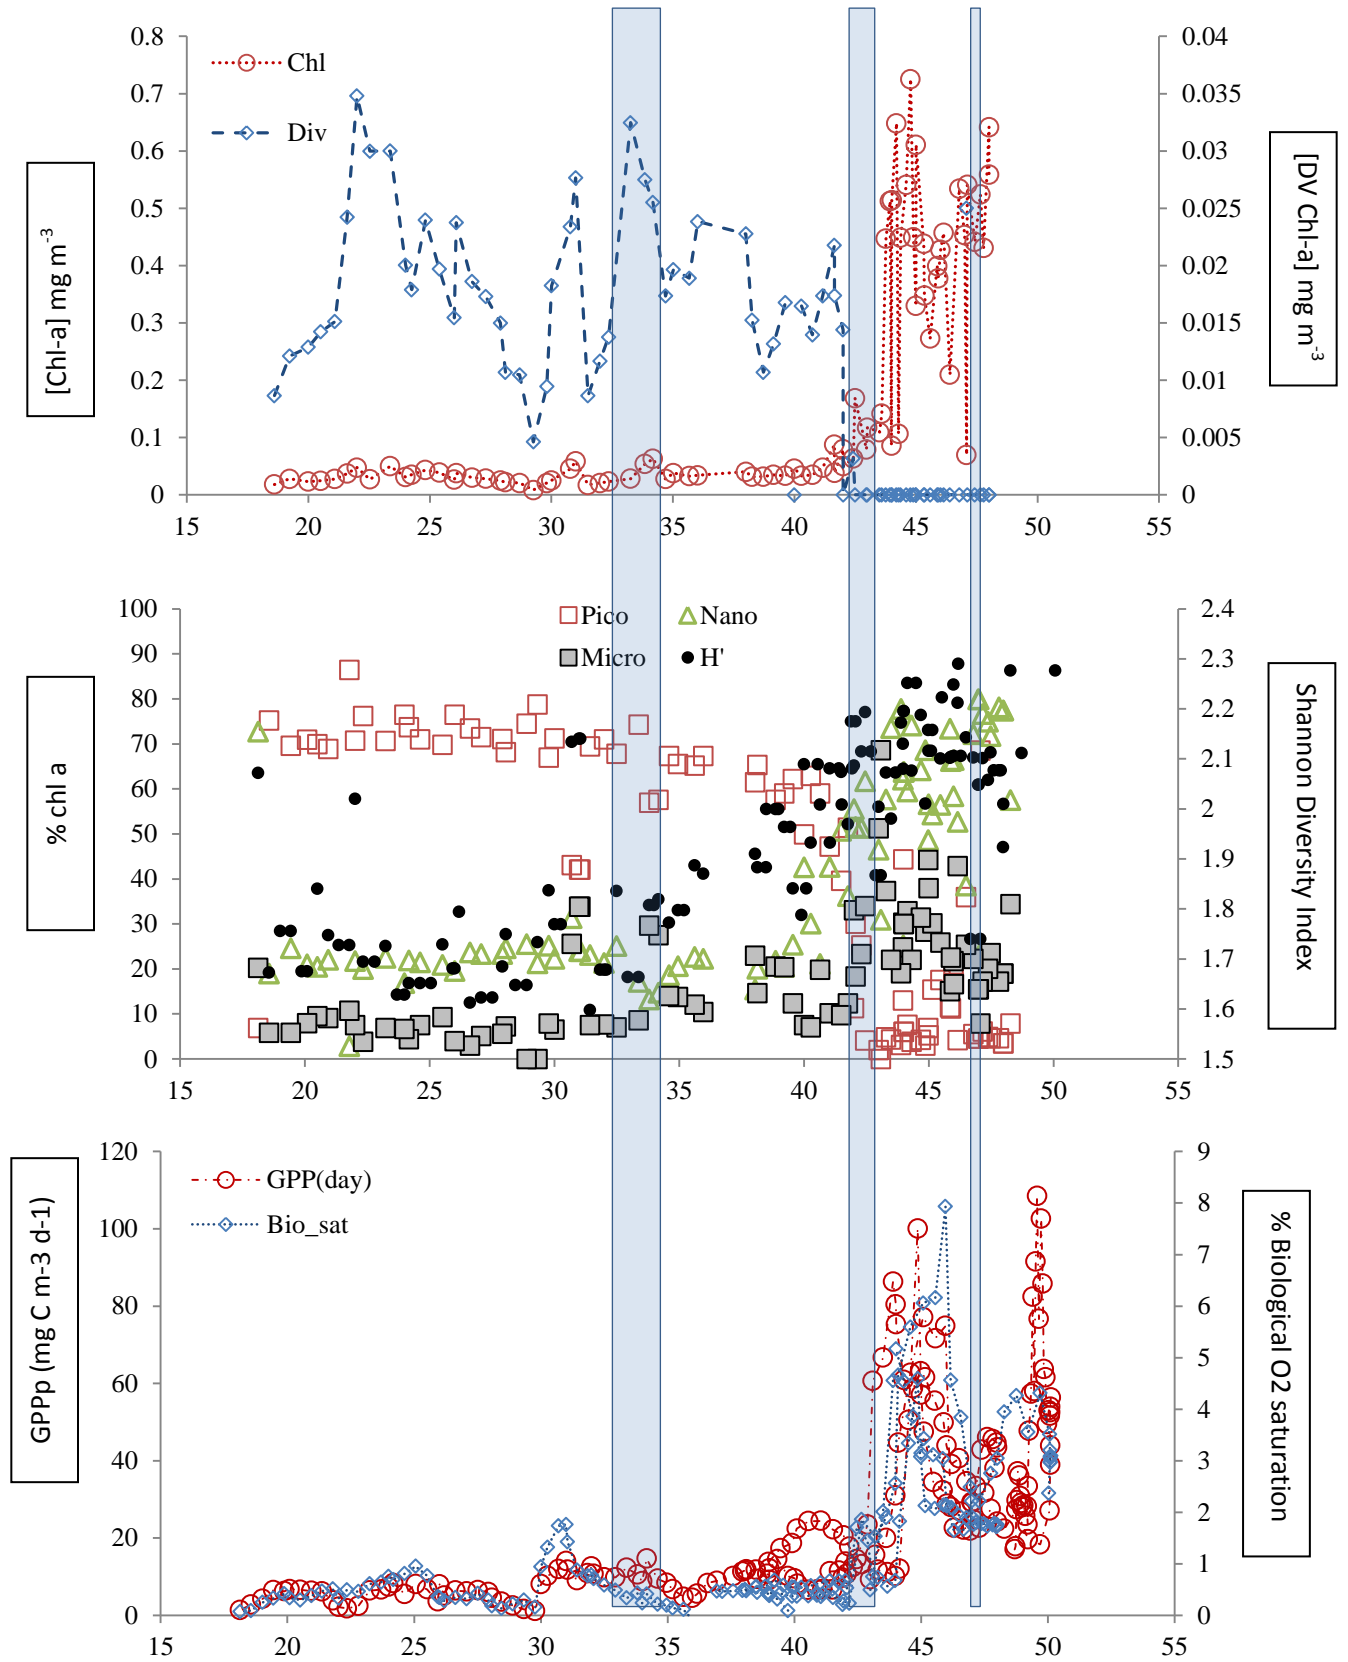 0.8 0.04
Chl
0.7 0.035
Div
0.6 0.03
0.5 0.025
0.4 0.02
0.3 0.015
0.2 0.01
0.1 0.005
0 0
15 20 25 30 35 40 45 50 55
[Chl-a] mg m-3
[DV Chl-a] mg m-3
100 2.4
Pico Nano
90 2.3
Micro H'
80 2.2
70 2.1
60 2
50 1.9
40 1.8
30 1.7
20 1.6
10
0 1.5
15 20 25 30 35 40 45 50 55
% chl a
Shannon Diversity Index
120 9
GPP(day)
100 8
Bio_sat
7
80 6
60 5
4
40 3
20 2
1
0 0
15 20 25 30 35 40 45 50 55
GPPp (mg C m-3 d-1)
% Biological O2 saturation